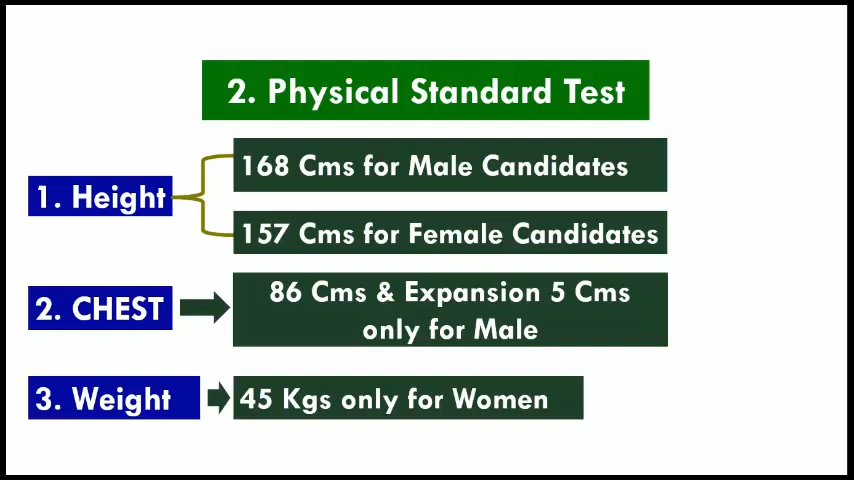 2. Physical Standard Test
1. Height
168 Cms for Male Candidates
157 Cms for Female Candidates
2. CHEST
86 Cms & Expansion 5 Cms
only for Male
3. Weight
45 Kgs only for Women